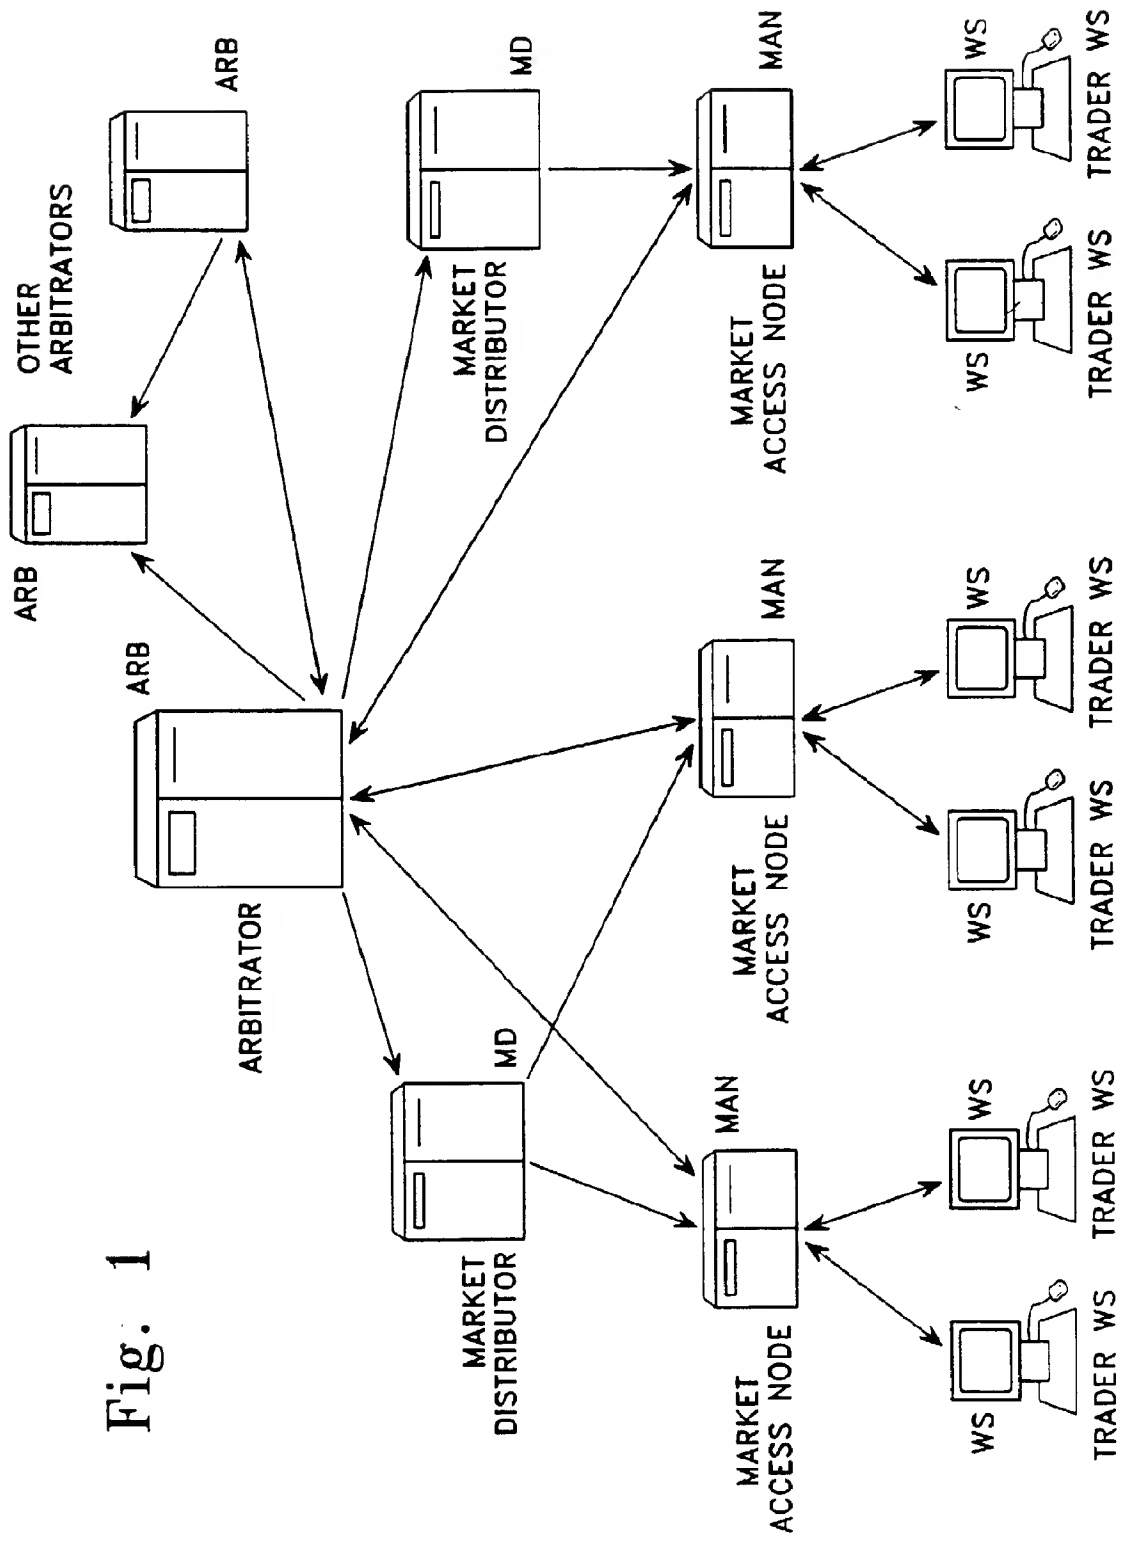 Fig. 1
ARB
OTHER
ARBITRATORS
ARB
ARBITRATOR
ARB
MARKET
DISTRIBUTOR
MD
MARKET
DISTRIBUTOR
MD
MARKET
ACCESS NODE
MAN
MARKET
ACCESS NODE
MAN
MARKET
ACCESS NODE
MAN
WS
WS
WS
WS
WS
WS
TRADER WS
TRADER WS
TRADER WS
TRADER WS
TRADER WS
TRADER WS